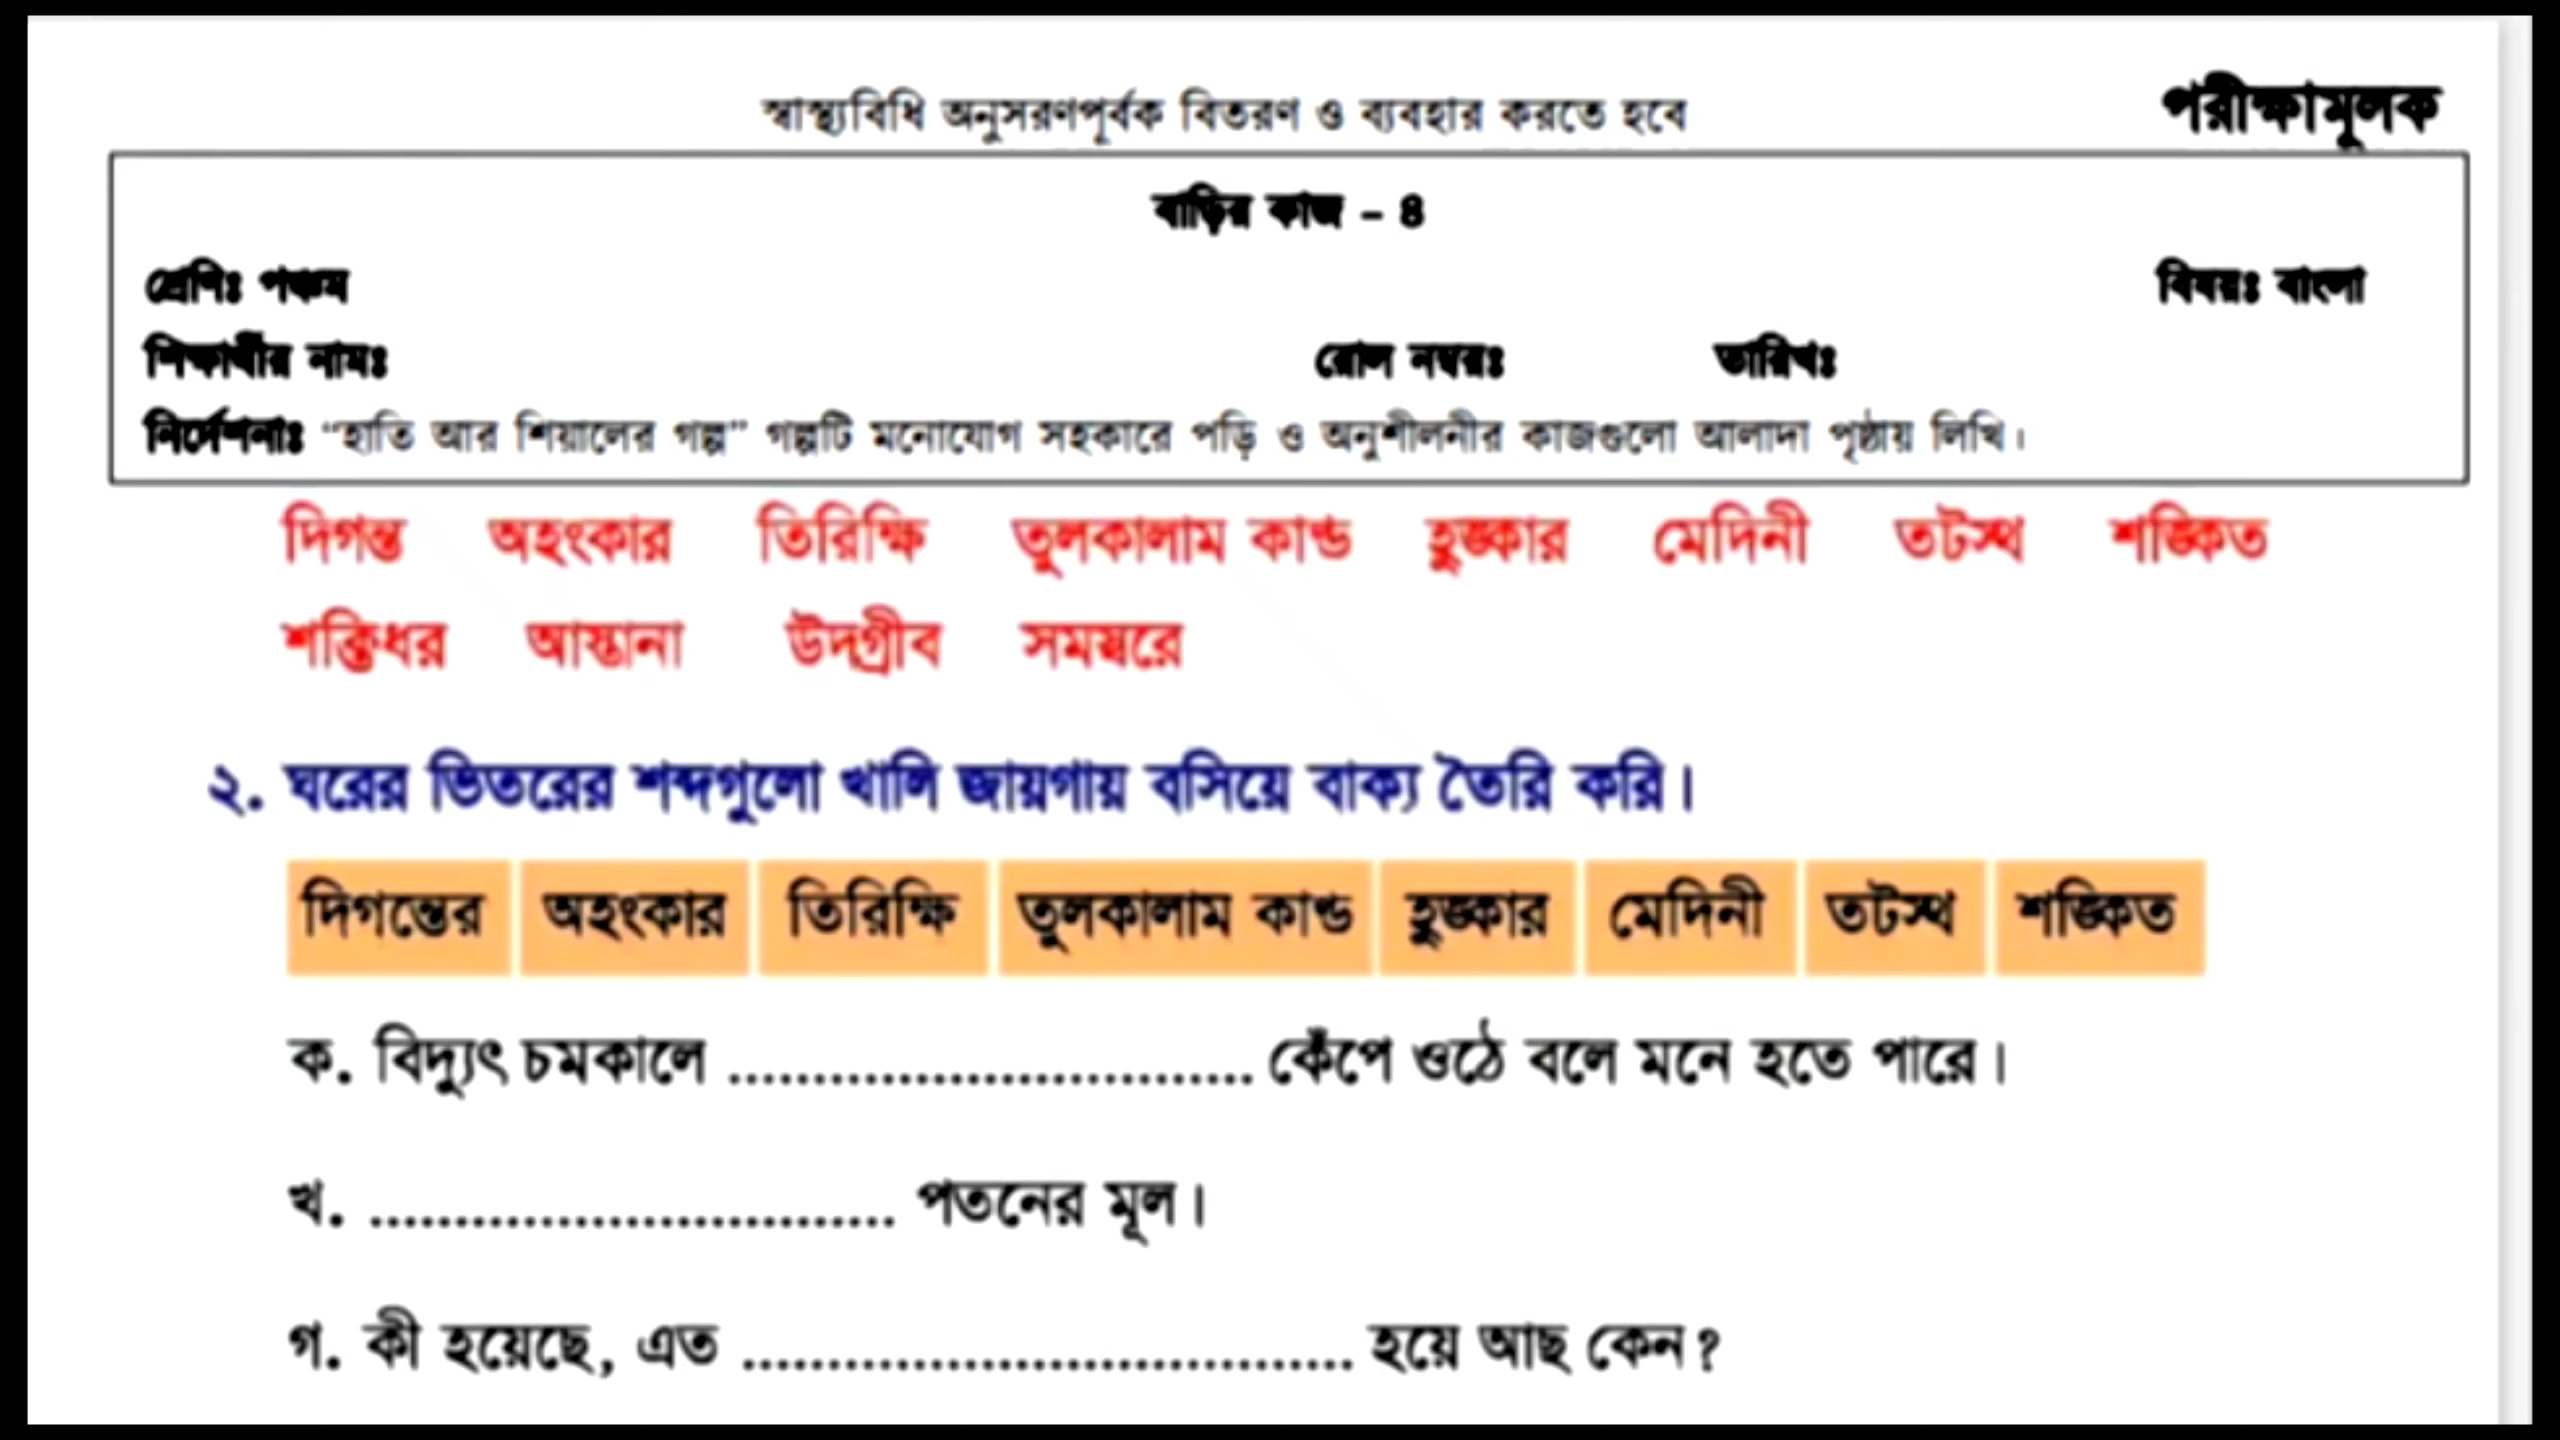 স্বাস্থ্যবিধি অনুসরণপূর্বক বিতরণ ও ব্যবহার করতে হবে
পরীক্ষামূলক
বাড়ির কাজ – ৪
শ্রেণিঃ পঞ্চম বিষয়ঃ বাংলা
শিক্ষার্থীর নামঃ রোল নম্বরঃ তারিখঃ
নির্দেশনাঃ “হাতি আর শিয়ালের গল্প” গল্পটি মনোযোগ সহকারে পড়ি ও অনুশীলনীর কাজগুলো আলাদা পৃষ্ঠায় লিখি।
দিগন্ত অহংকার তিরিক্ষি তুলকালাম কান্ড হুঙ্কার মেদিনী তটস্থ শঙ্কিত
শক্তিধর আস্তানা উদগ্রীব সমস্বরে
২. ঘরের ভিতরের শব্দগুলো খালি জায়গায় বসিয়ে বাক্য তৈরি করি।
দিগন্তের অহংকার তিরিক্ষি তুলকালাম কান্ড হুঙ্কার মেদিনী তটস্থ শঙ্কিত
ক. বিদ্যুৎ চমকালে .............................. কেঁপে ওঠে বলে মনে হতে পারে।
খ. .............................. পতনের মূল।
গ. কী হয়েছে, এত .................................. হয়ে আছ কেন?